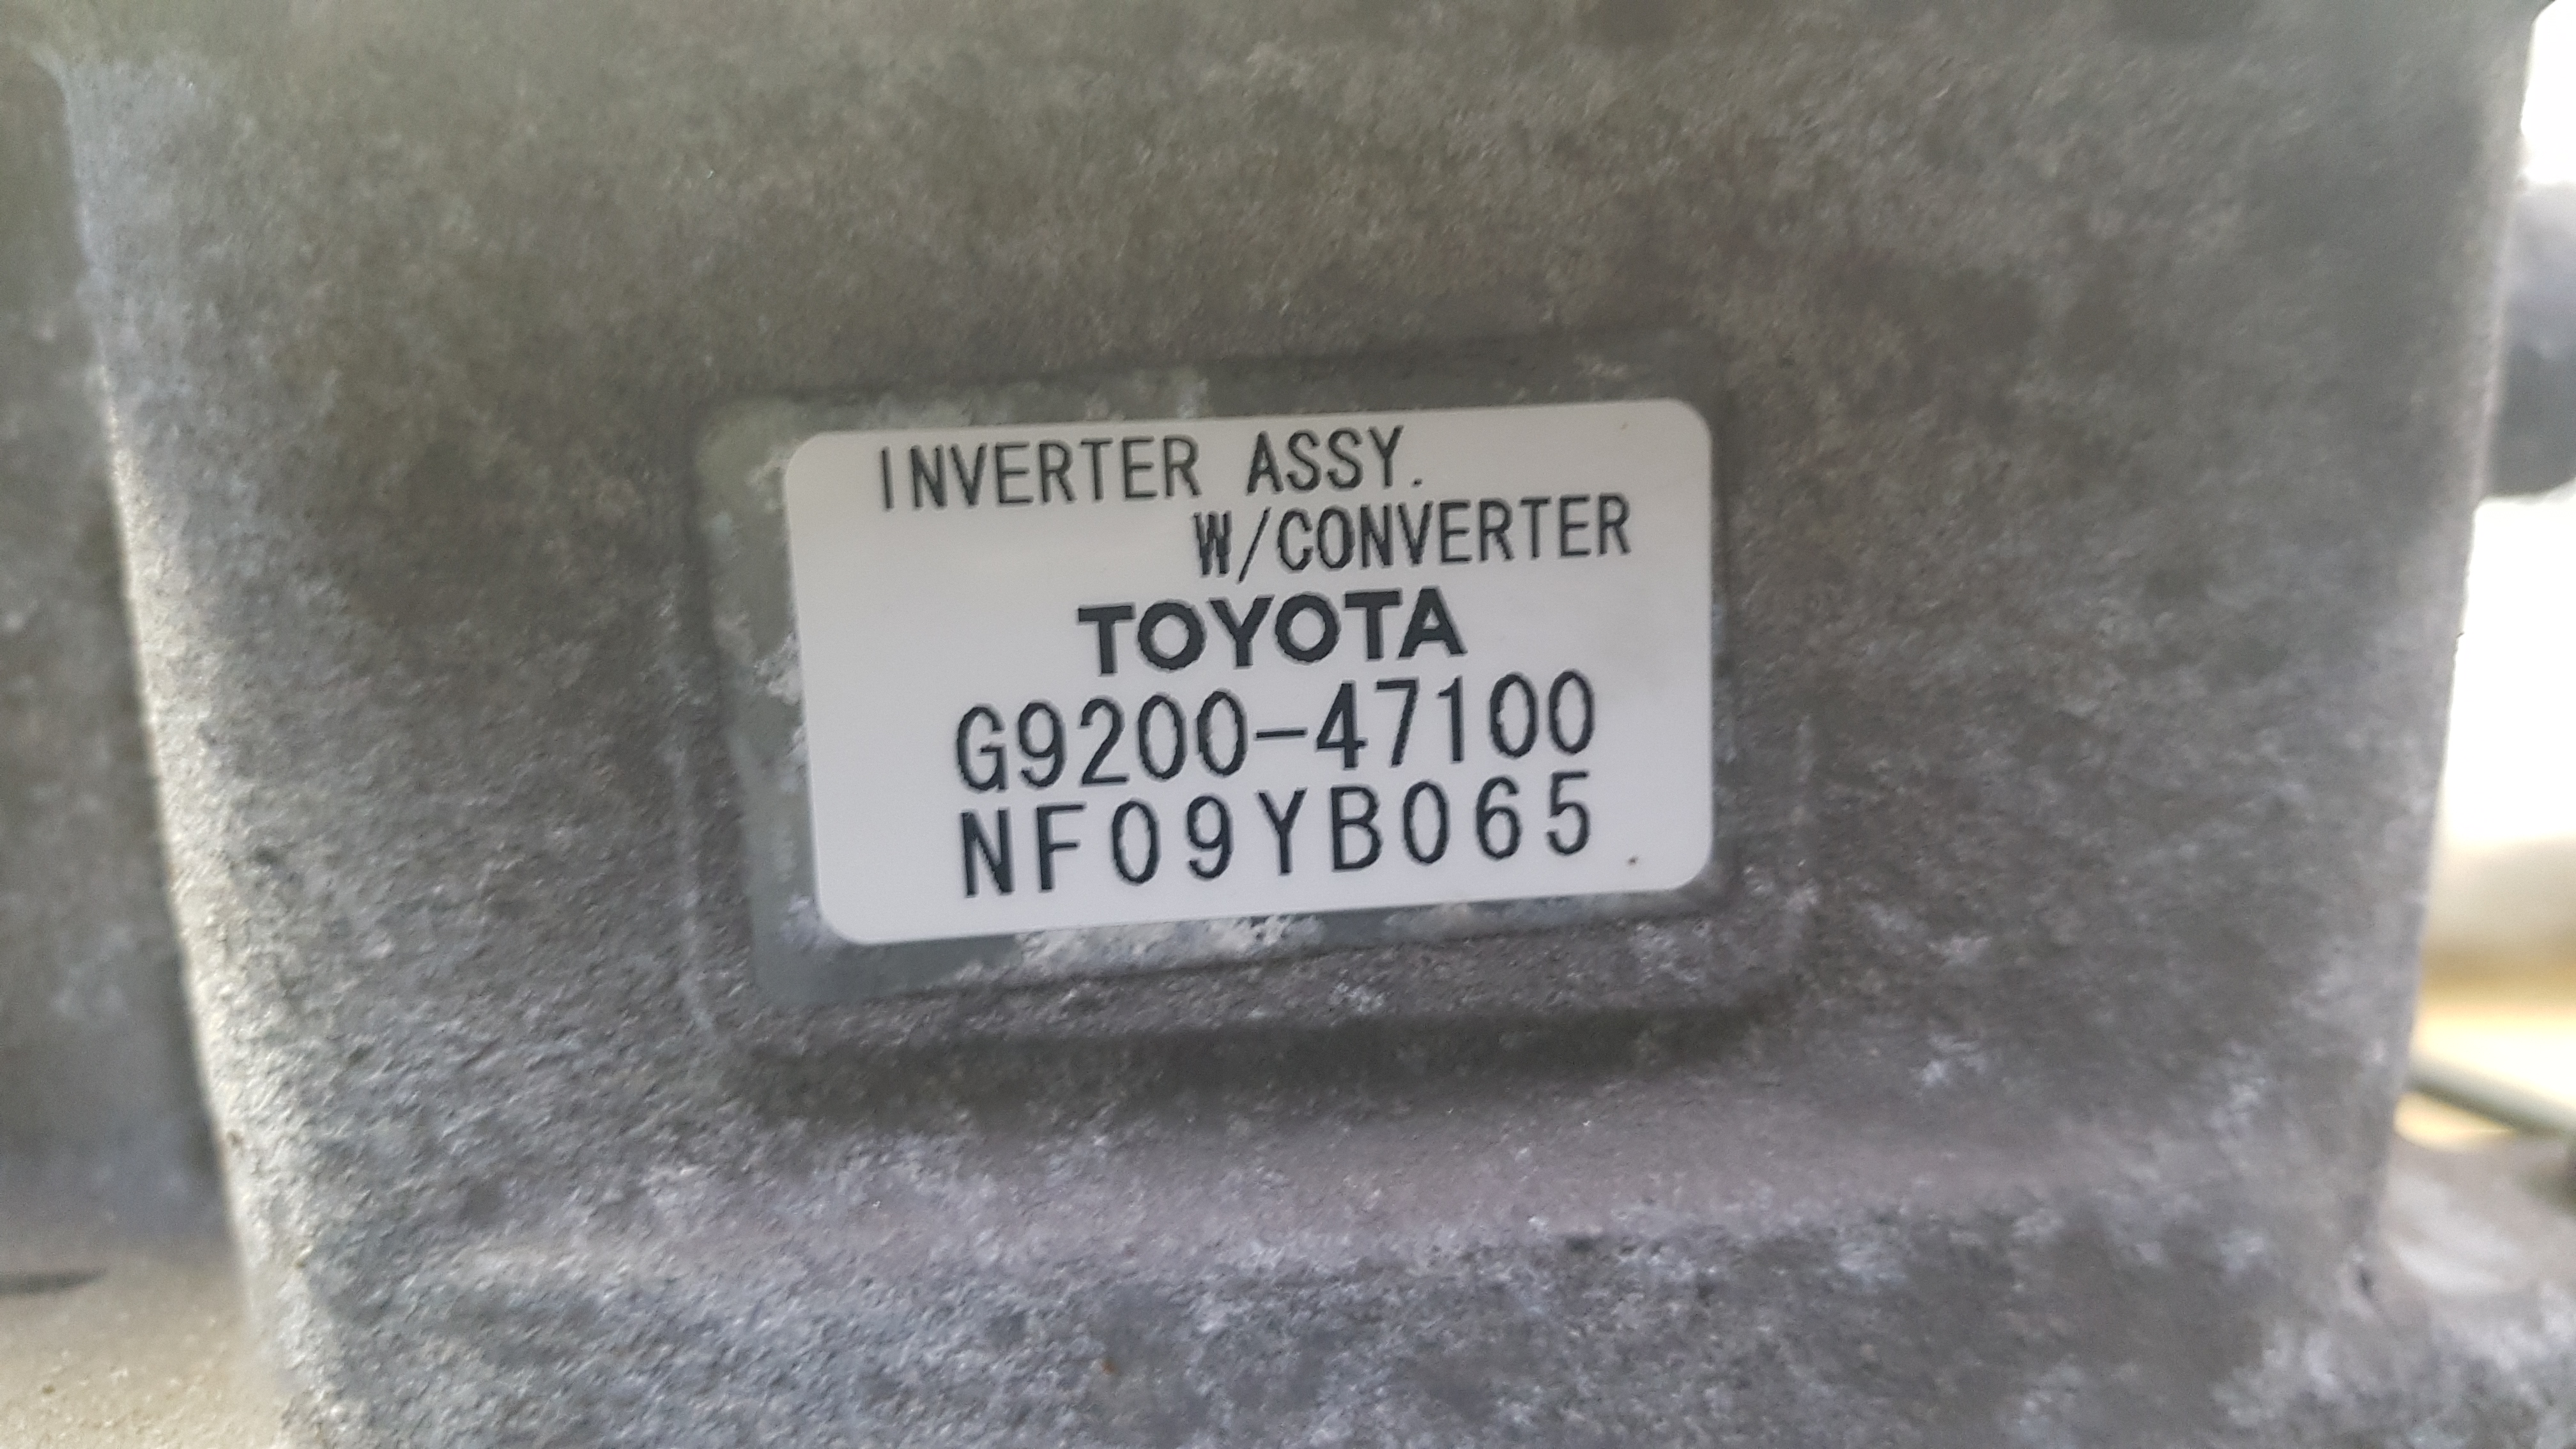 INVERTER ASSY.
W/CONVERTER
TOYOTA
G9200-47100
NF09YB065